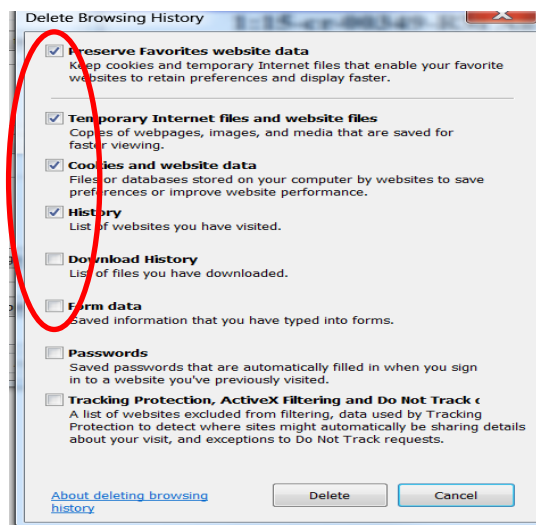 Delete Browsing History
1:15-cr-00349-
Preserve Favorites website data
Keep cookies and temporary Internet files that enable your favorite
websites to retain preferences and display faster.
Temporary Internet files and website files
Copies of webpages, images, and media that are saved for
faster viewing.
Cookies and website data
Files or databases stored on your computer by websites to save
preferences or improve website performance.
History
List of websites you have visited.
Download History
List of files you have downloaded.
Form data
Saved information that you have typed into forms.
Passwords
Saved passwords that are automatically filled in when you sign
in to a website you've previously visited.
Tracking Protection, ActiveX Filtering and Do Not Track
A list of websites excluded from filtering, data used by Tracking
Protection to detect where sites might automatically be sharing details
about your visit, and exceptions to Do Not Track requests.
About deleting browsing
history
Delete
Cancel